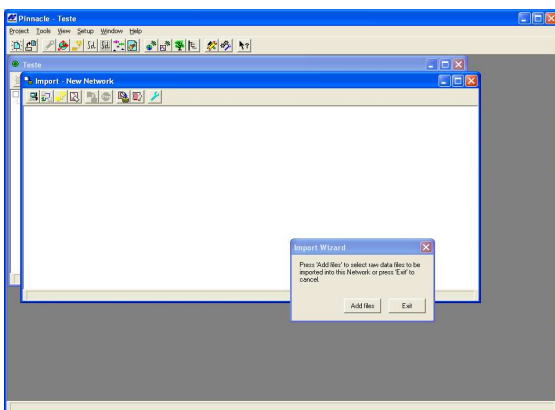 Pinnacle - Teste
Project Tools View Setup Window Help
Teste
Import - New Network
Import Wizard
Press 'Add files' to select raw data files to be
imported into this Network or press 'Exit' to
cancel.
Add files Exit